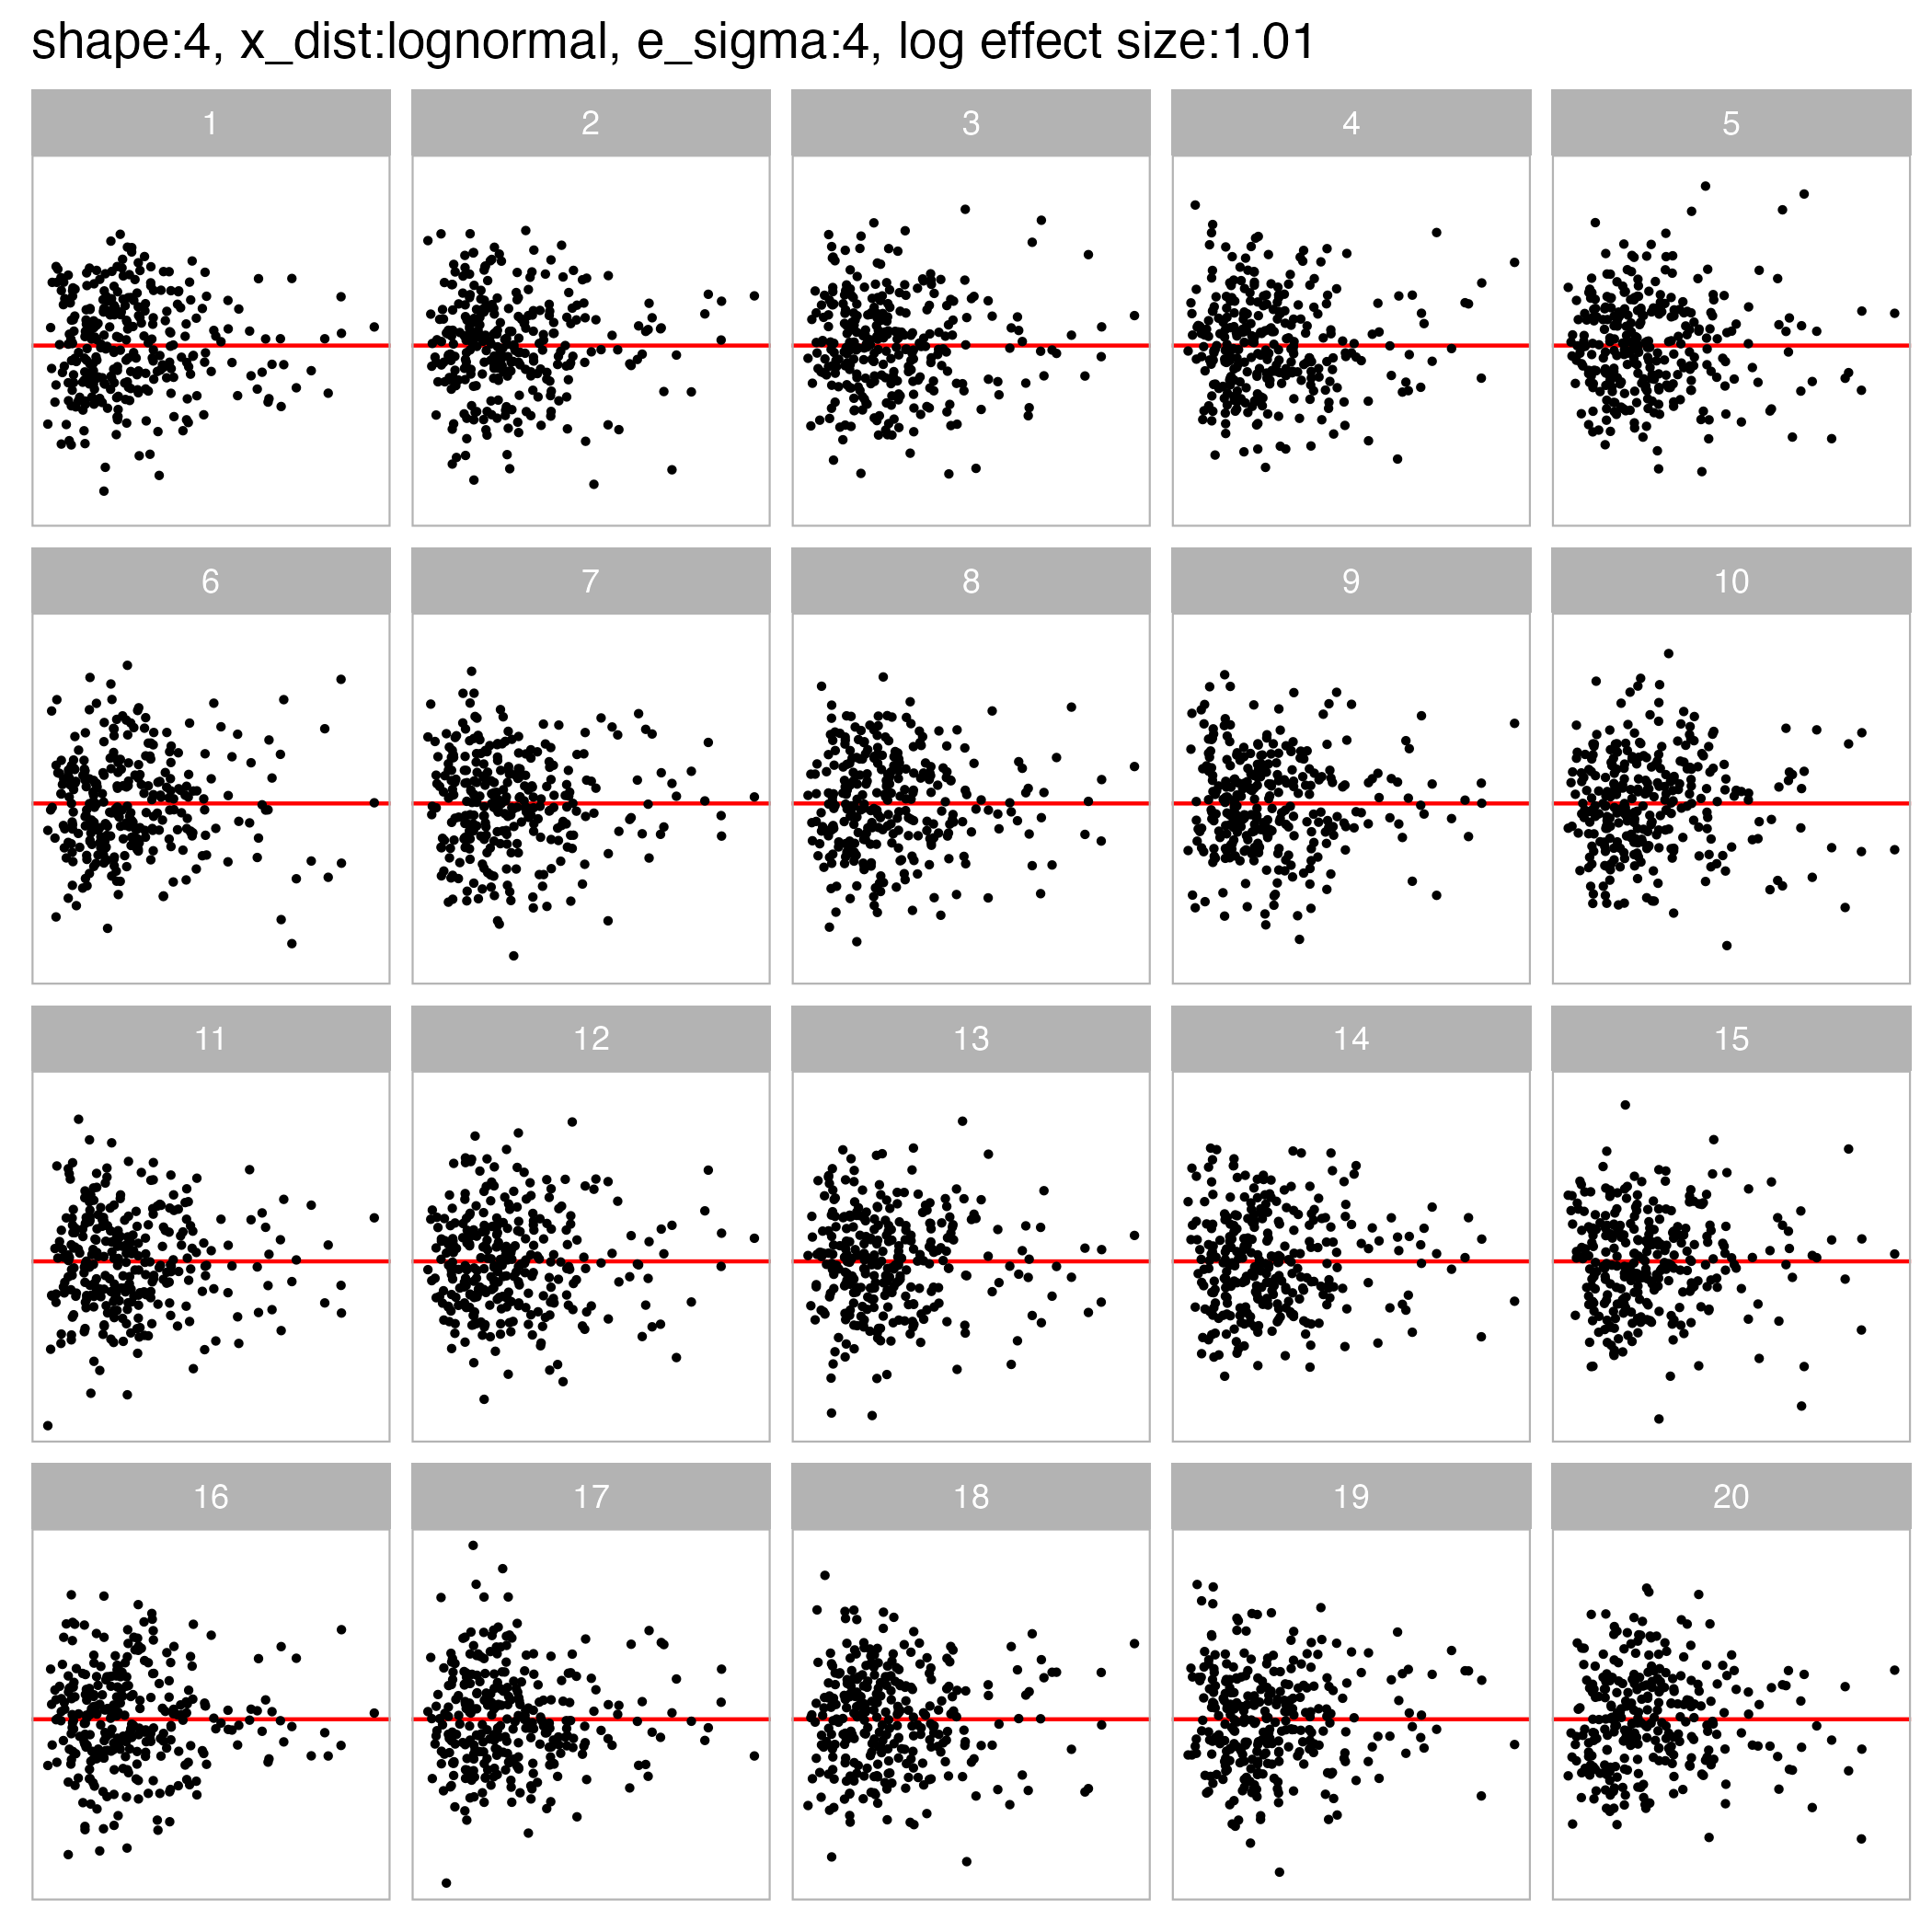 shape:4, x_dist:lognormal, e_sigma:4, log effect size:1.01
1 2 3 4 5
6 7 8 9 10
11 12 13 14 15
16 17 18 19 20